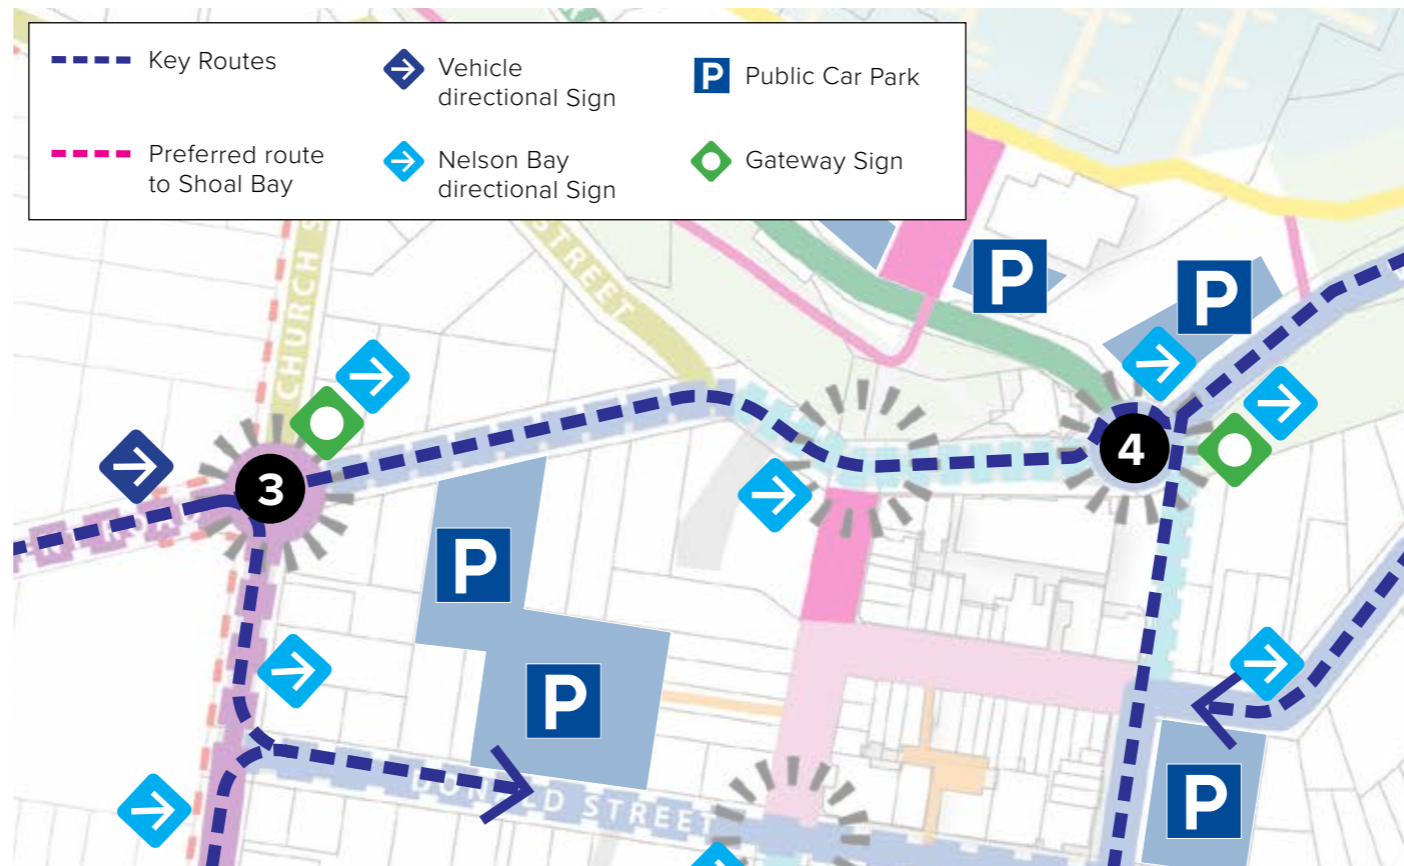 Key Routes
Vehicle
directional Sign
P Public Car Park
Preferred route
to Shoal Bay
Nelson Bay
directional Sign
Gateway Sign
CHURCH S
STREET
P
P
3
4
P
P
P
STREET